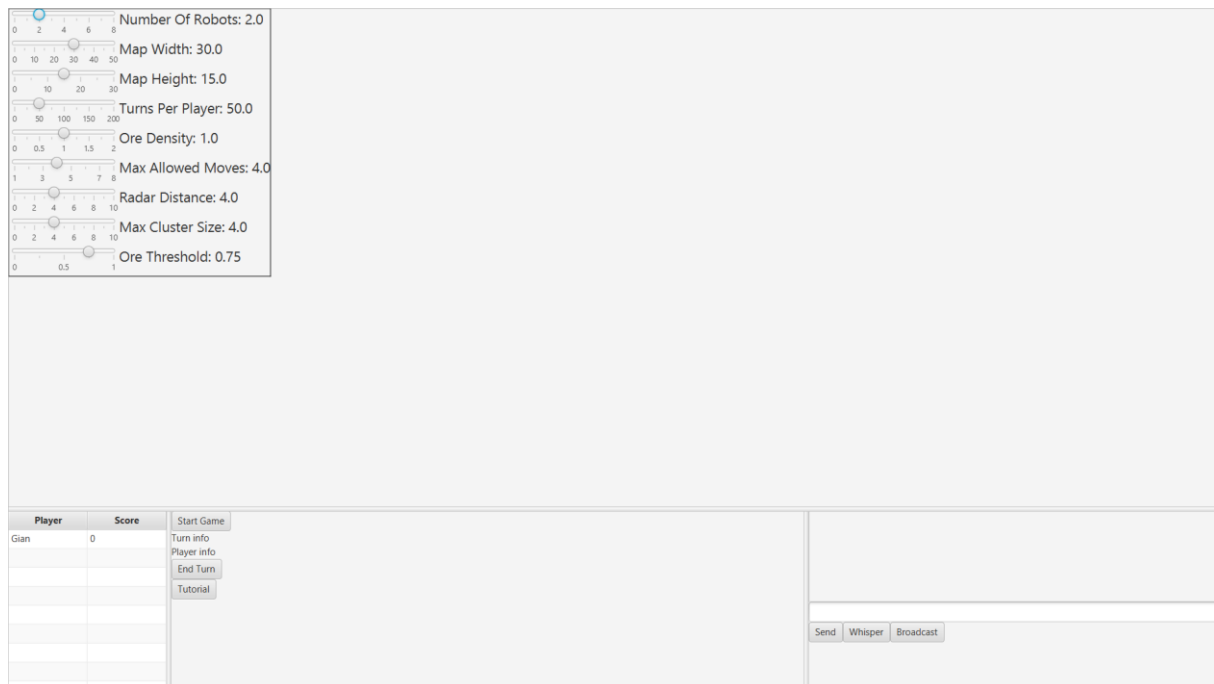 Number Of Robots: 2.0
0 2 4 6 8
Map Width: 30.0
0 10 20 30 40 50
Map Height: 15.0
0 10 20 30
Turns Per Player: 50.0
0 50 100 150 200
Ore Density: 1.0
0 0.5 1 1.5 2
Max Allowed Moves: 4.0
1 3 5 7 8
Radar Distance: 4.0
0 2 4 6 8 10
Max Cluster Size: 4.0
0 2 4 6 8 10
Ore Threshold: 0.75
0 0.5 1
Player Score
Gian 0
Start Game
Turn info
Player info
End Turn
Tutorial
Send Whisper Broadcast